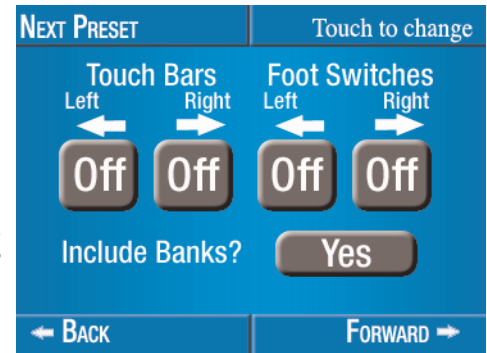 NEXT PRESET Touch to change
Touch Bars Foot Switches
Left Right Left Right
Off Off Off Off
Include Banks? Yes
BACK FORWARD